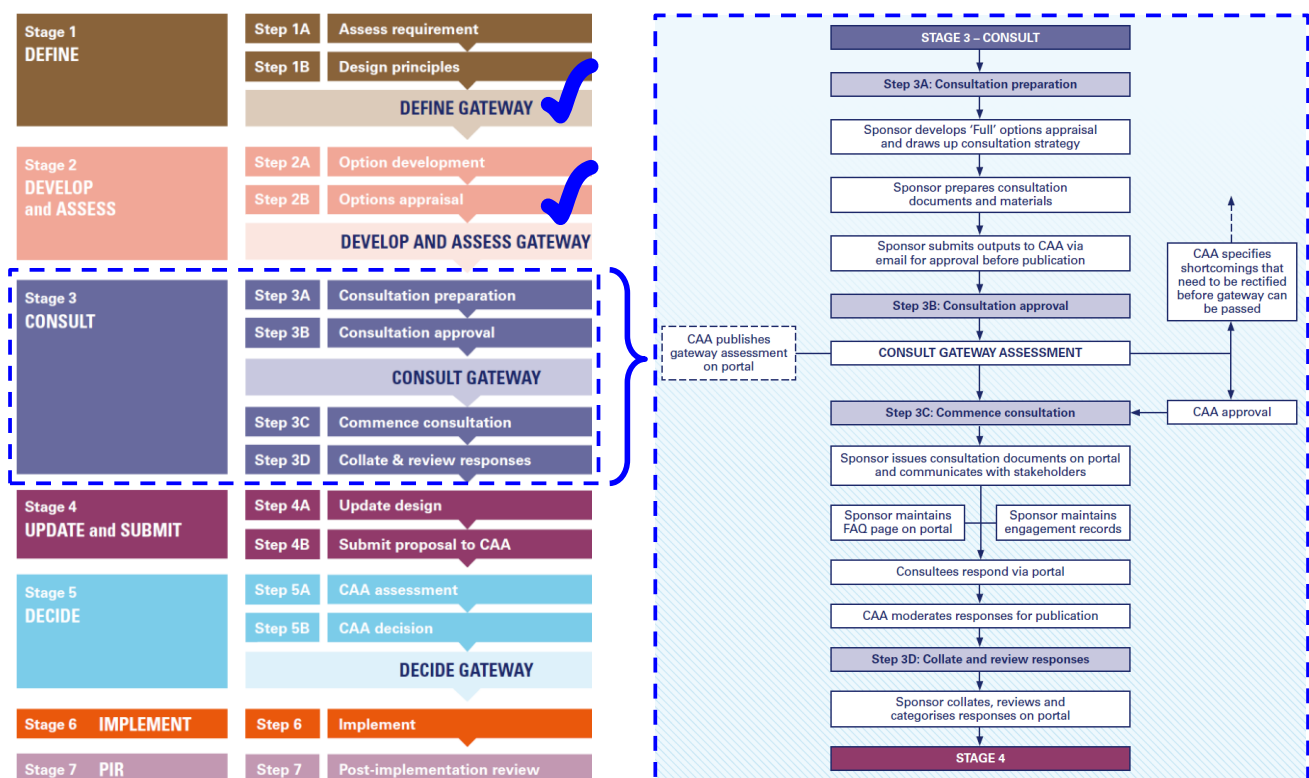 Stage 1
DEFINE
Step 1A
Assess requirement
Step 1B
Design principles
DEFINE GATEWAY
Stage 2
DEVELOP
and ASSESS
Step 2A
Option development
Step 2B
Options appraisal
DEVELOP AND ASSESS GATEWAY
Stage 3
CONSULT
Step 3A
Consultation preparation
Step 3B
Consultation approval
CONSULT GATEWAY
Step 3C
Commence consultation
Step 3D
Collate & review responses
Stage 4
UPDATE and SUBMIT
Step 4A
Update design
Step 4B
Submit proposal to CAA
Stage 5
DECIDE
Step 5A
CAA assessment
Step 5B
CAA decision
DECIDE GATEWAY
Stage 6 IMPLEMENT
Step 6
Implement
Stage 7 PIR
Step 7
Post-implementation review
STAGE 3 – CONSULT
Step 3A: Consultation preparation
Sponsor develops ‘Full’ options appraisal
and draws up consultation strategy
Sponsor prepares consultation
documents and materials
Sponsor submits outputs to CAA via
email for approval before publication
CAA specifies
shortcomings that
need to be rectified
before gateway can
be passed
Step 3B: Consultation approval
CAA publishes
gateway assessment
on portal
CONSULT GATEWAY ASSESSMENT
Step 3C: Commence consultation
CAA approval
Sponsor issues consultation documents on portal
and communicates with stakeholders
Sponsor maintains
FAQ page on portal
Sponsor maintains
engagement records
Consultees respond via portal
CAA moderates responses for publication
Step 3D: Collate and review responses
Sponsor collates, reviews and
categorises responses on portal
STAGE 4